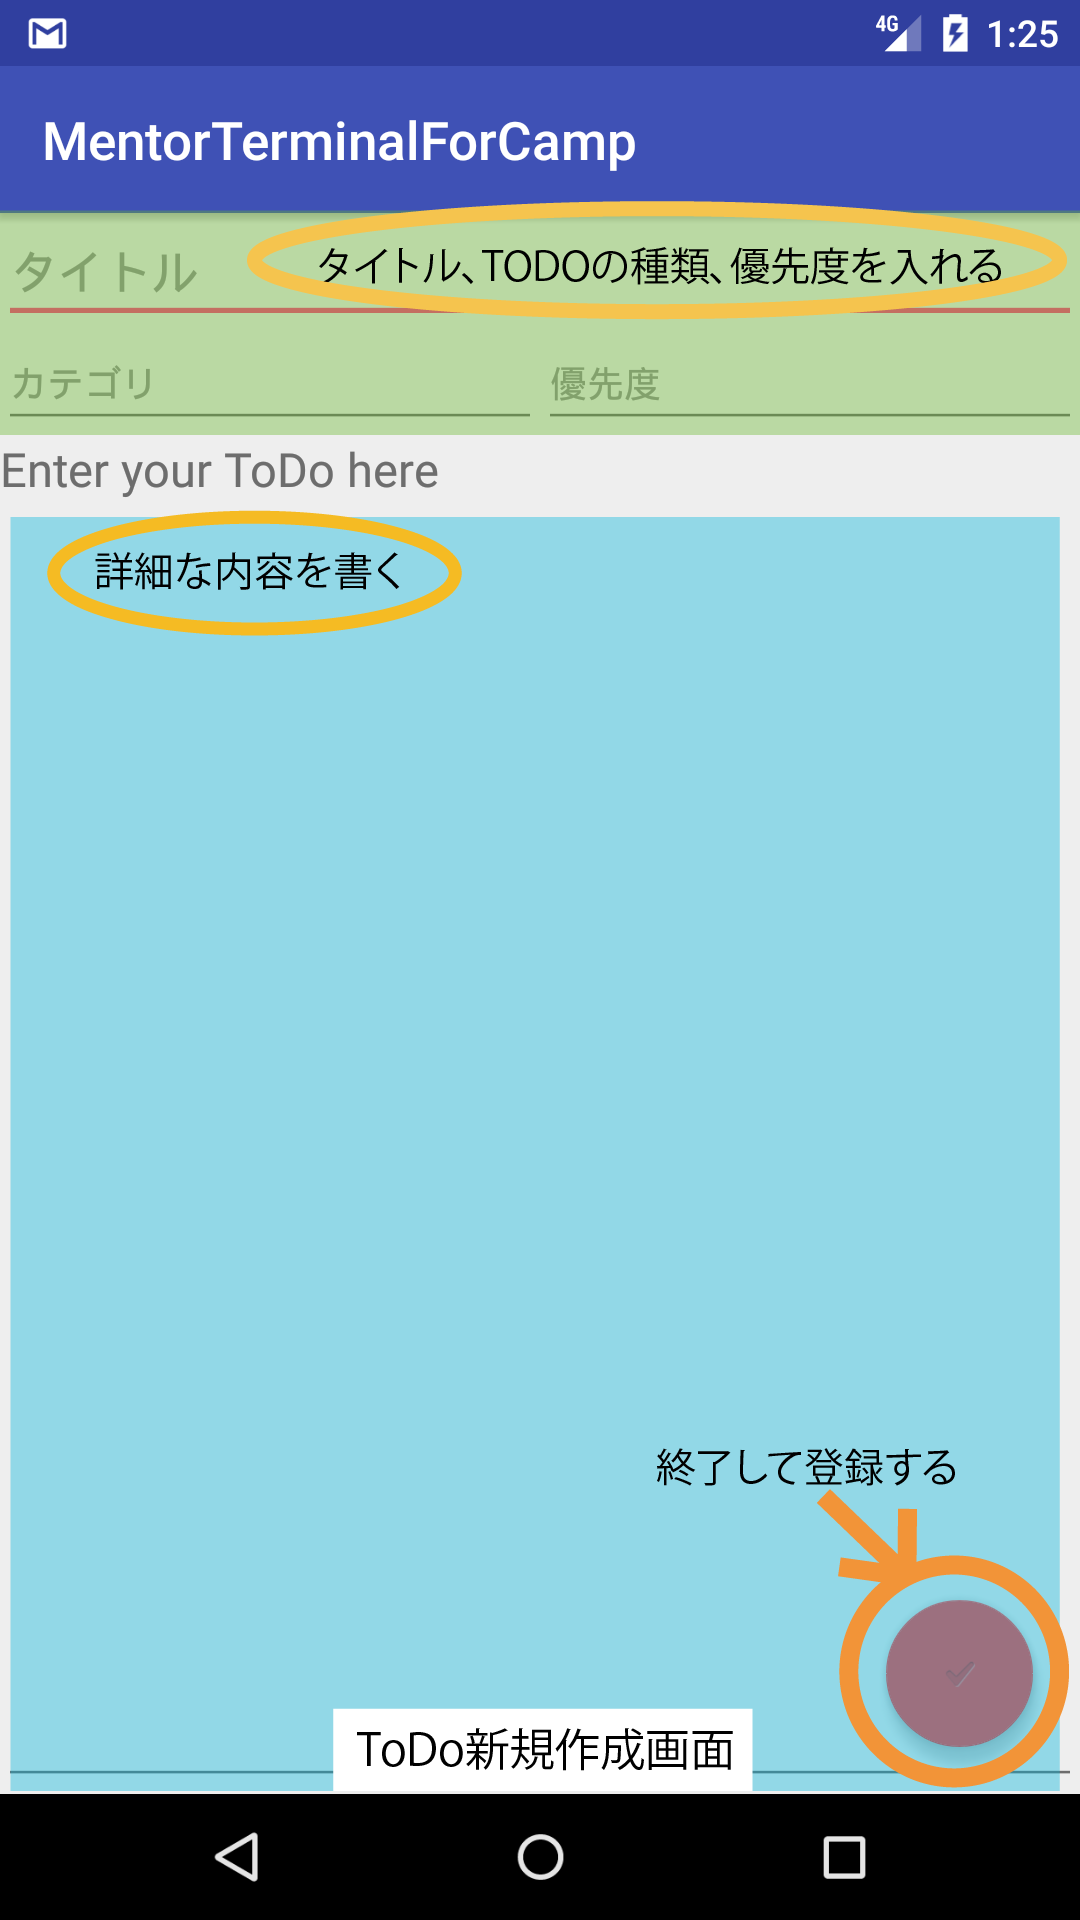 4G 1:25
MentorTerminalForCamp
タイトル
タイトル、TODOの種類、優先度を入れる
カテゴリ 優先度
Enter your ToDo here
詳細な内容を書く
終了して登録する
ToDo新規作成画面